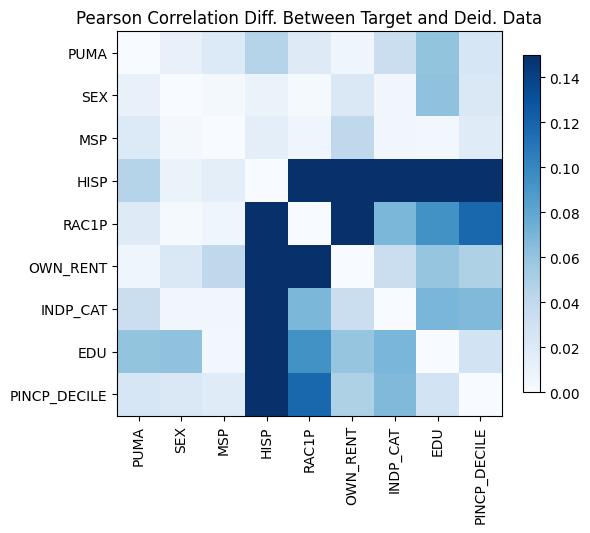 Pearson Correlation Diff. Between Target and Deid. Data
PUMA
SEX
MSP
HISP
RAC1P
OWN_RENT
INDP_CAT
EDU
PINCP_DECILE
PUMA
SEX
MSP
HISP
RAC1P
OWN_RENT
INDP_CAT
EDU
PINCP_DECILE
0.14
0.12
0.10
0.08
0.06
0.04
0.02
0.00